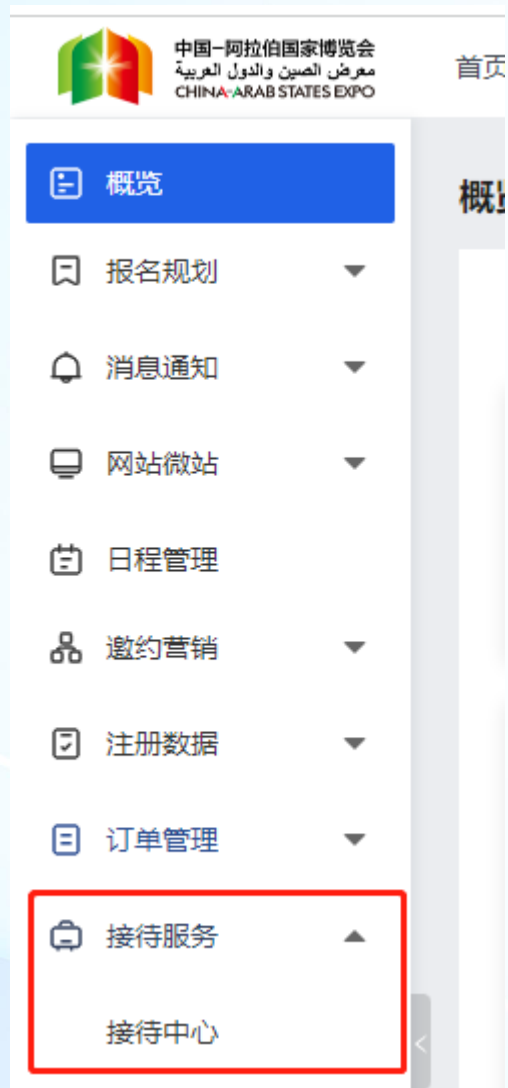 中国-阿拉伯国家博览会
معرض الصين والدول العربية
CHINA-ARAB STATES EXPO
首页
概览
概览
报名规划
消息通知
网站微站
日程管理
邀约营销
注册数据
订单管理
接待服务
接待中心